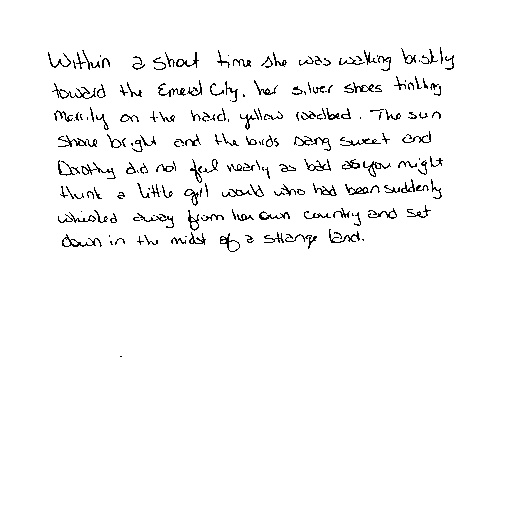 Within a short time she was walking briskly
toward the Emerald City, her silver shoes tinkling
merrily on the hard, yellow roadbed. The sun
shone bright and the birds sang sweet and
Dorothy did not feel nearly as bad as you might
think a little girl would who had been suddenly
whisked away from her own country and set
down in the midst of a strange land.